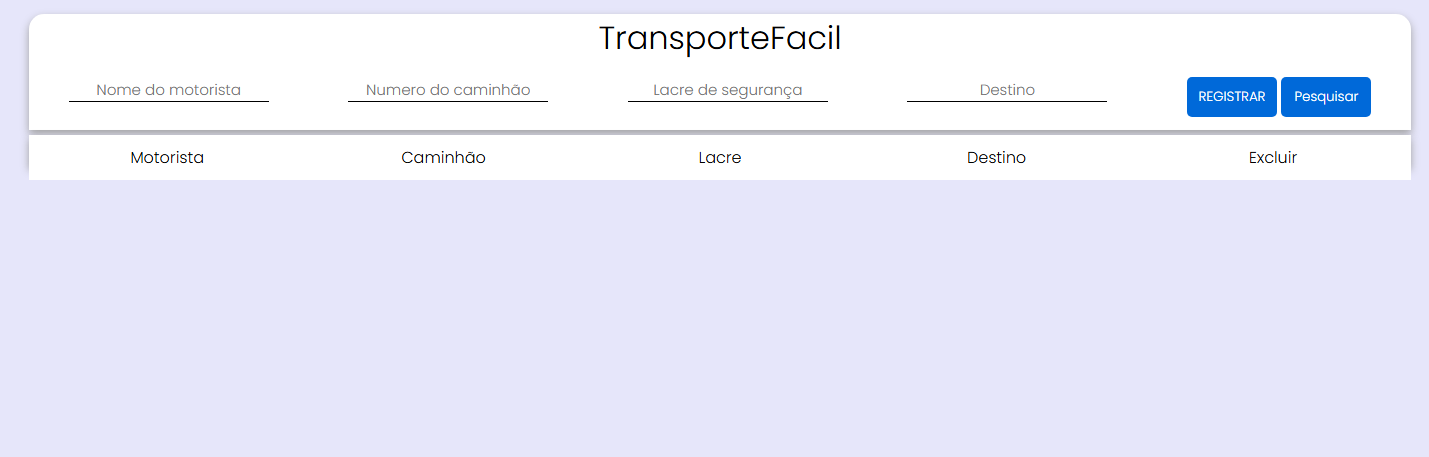 TransporteFacil
Nome do motorista Numero do caminhão Lacre de segurança Destino REGISTRAR Pesquisar
Motorista Caminhão Lacre Destino Excluir